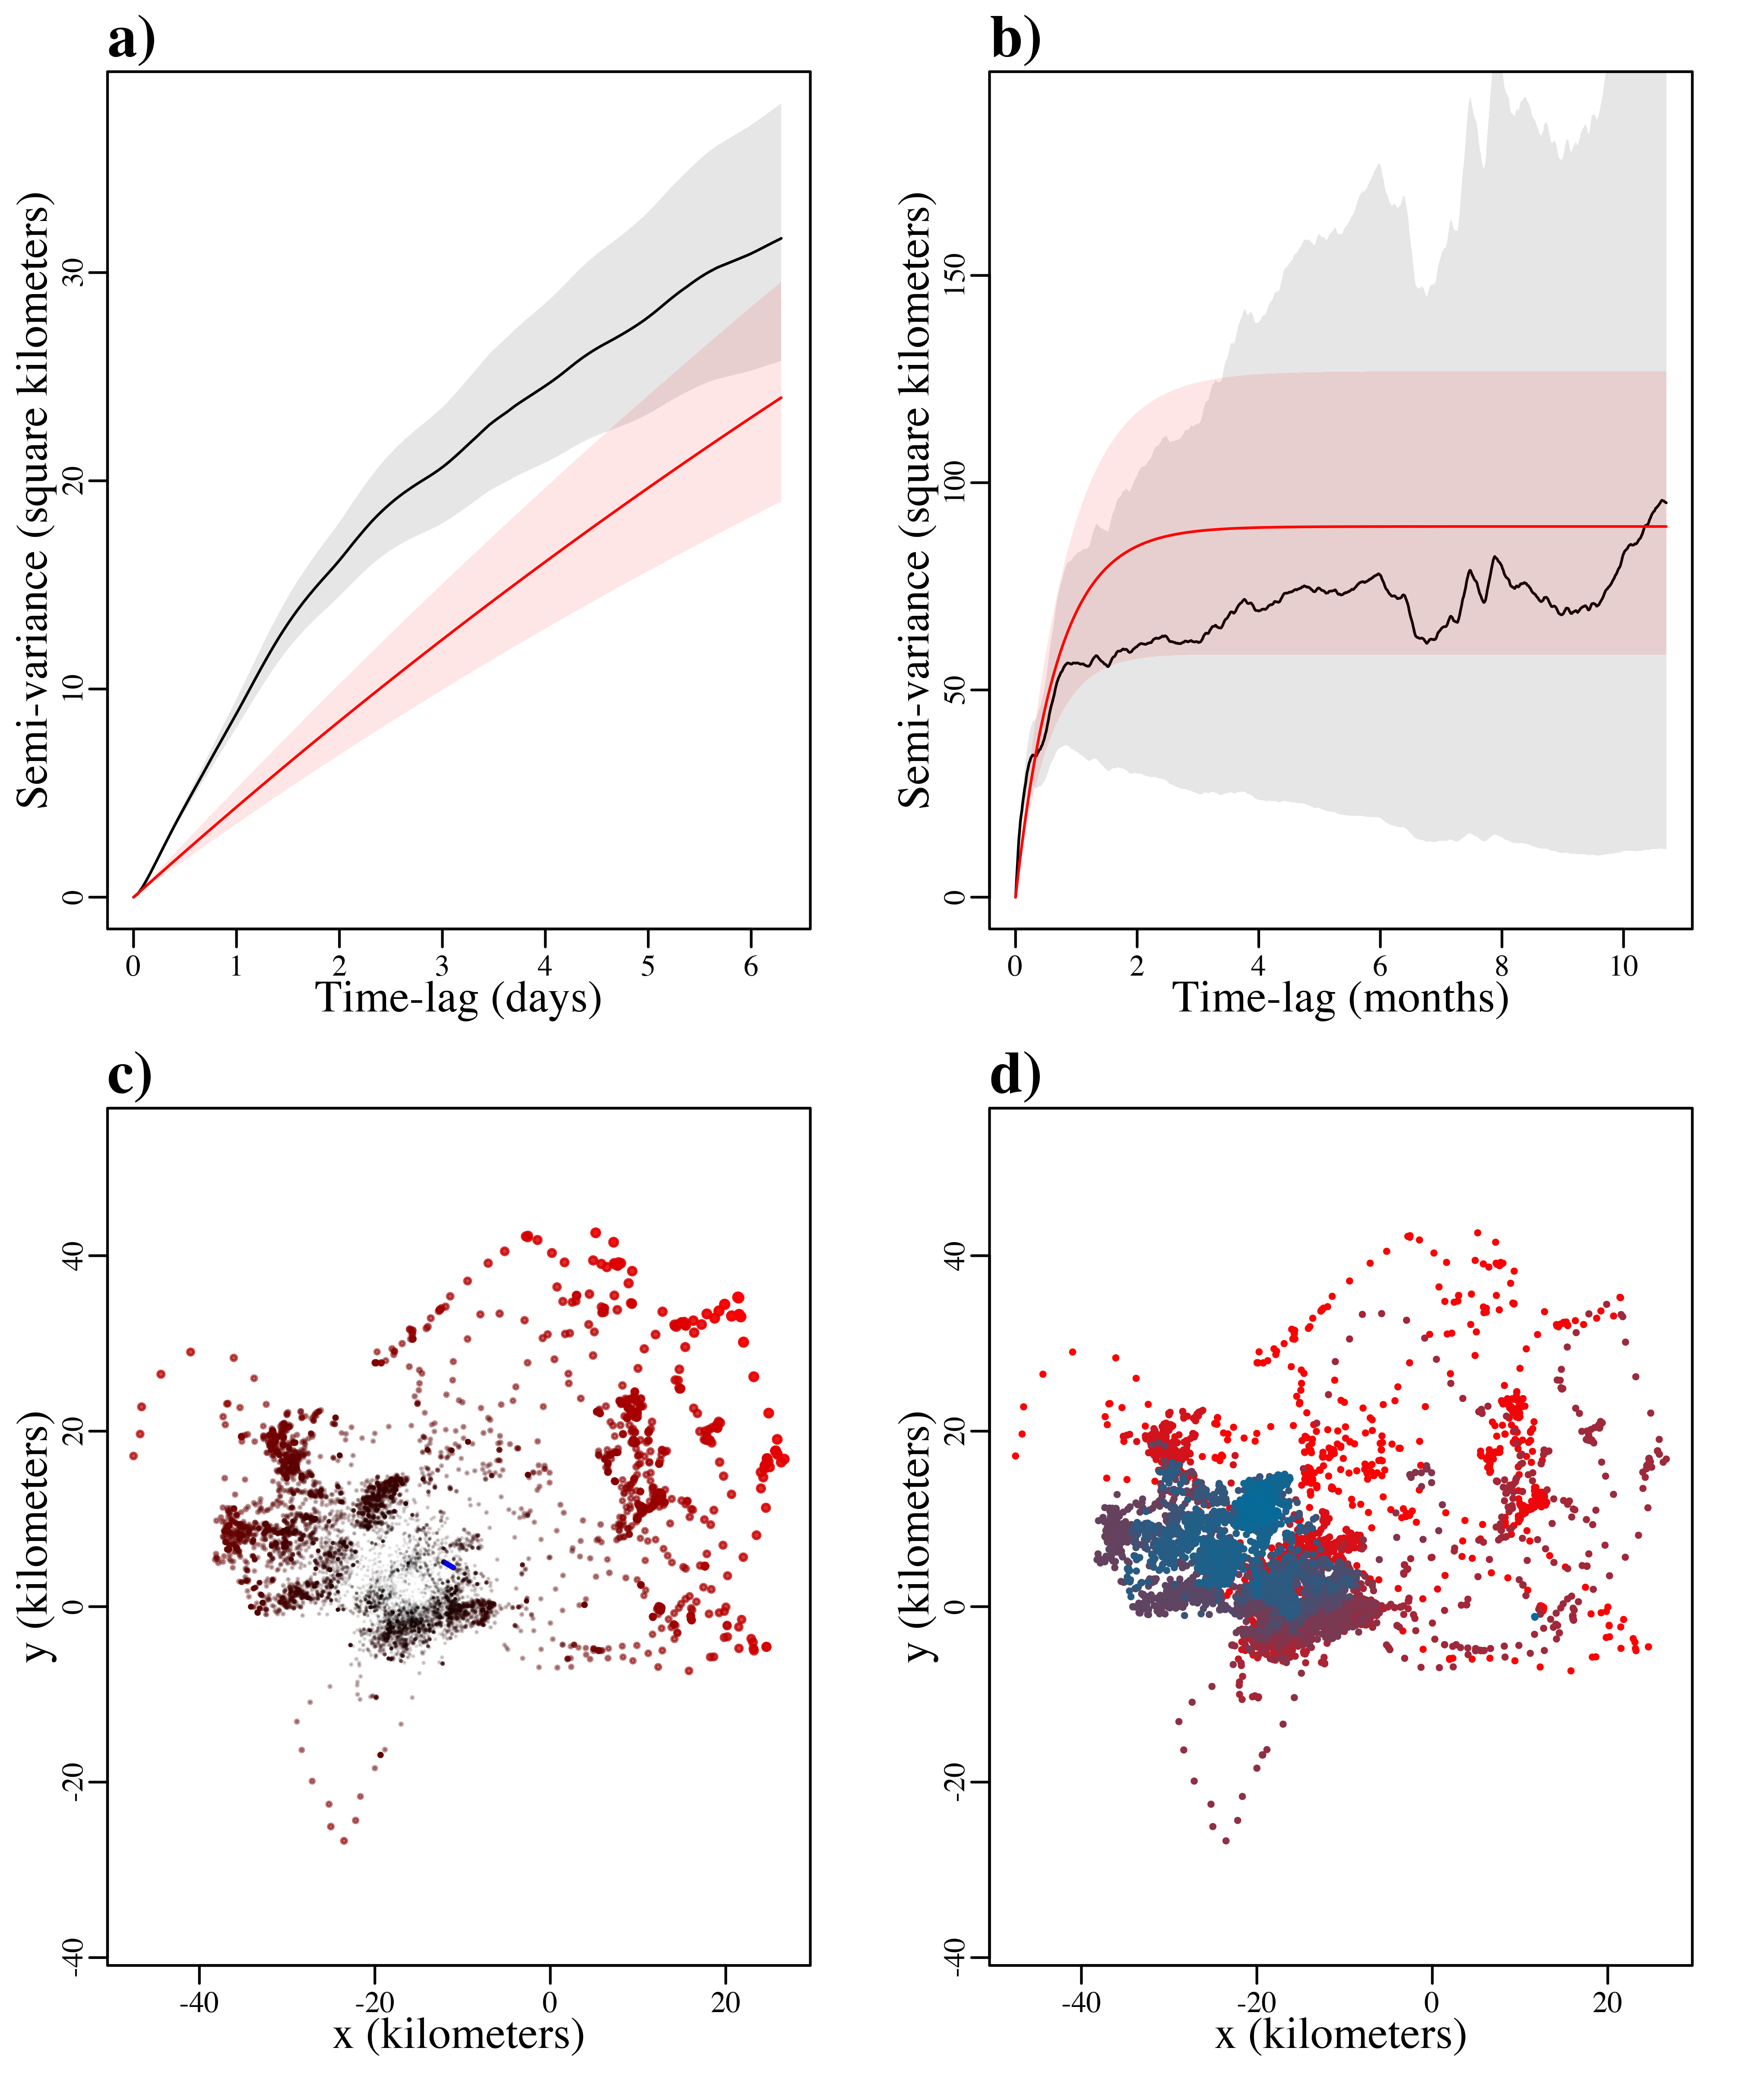 a)
Semi-variance (square kilometers)
30
20
10
0
0 1 2 3 4 5 6
Time-lag (days)
b)
Semi-variance (square kilometers)
150
100
50
0
0 2 4 6 8 10
Time-lag (months)
c)
y (kilometers)
40
20
0
-20
-40
-40 -20 0 20
x (kilometers)
d)
y (kilometers)
40
20
0
-20
-40
-40 -20 0 20
x (kilometers)